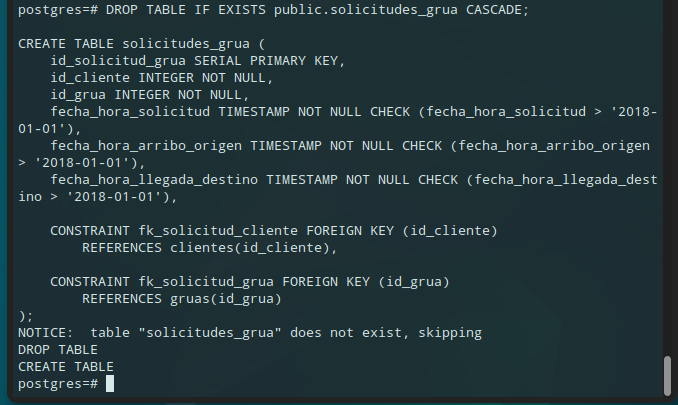 postgres=# DROP TABLE IF EXISTS public.solicitudes_grua CASCADE;

CREATE TABLE solicitudes_grua (
    id_solicitud_grua SERIAL PRIMARY KEY,
    id_cliente INTEGER NOT NULL,
    id_grua INTEGER NOT NULL,
    fecha_hora_solicitud TIMESTAMP NOT NULL CHECK (fecha_hora_solicitud > '2018-
01-01'),
    fecha_hora_arribo_origen TIMESTAMP NOT NULL CHECK (fecha_hora_arribo_origen
> '2018-01-01'),
    fecha_hora_llegada_destino TIMESTAMP NOT NULL CHECK (fecha_hora_llegada_dest
ino > '2018-01-01'),

    CONSTRAINT fk_solicitud_cliente FOREIGN KEY (id_cliente)
        REFERENCES clientes(id_cliente),

    CONSTRAINT fk_solicitud_grua FOREIGN KEY (id_grua)
        REFERENCES gruas(id_grua)
);
NOTICE:  table "solicitudes_grua" does not exist, skipping
DROP TABLE
CREATE TABLE
postgres=#